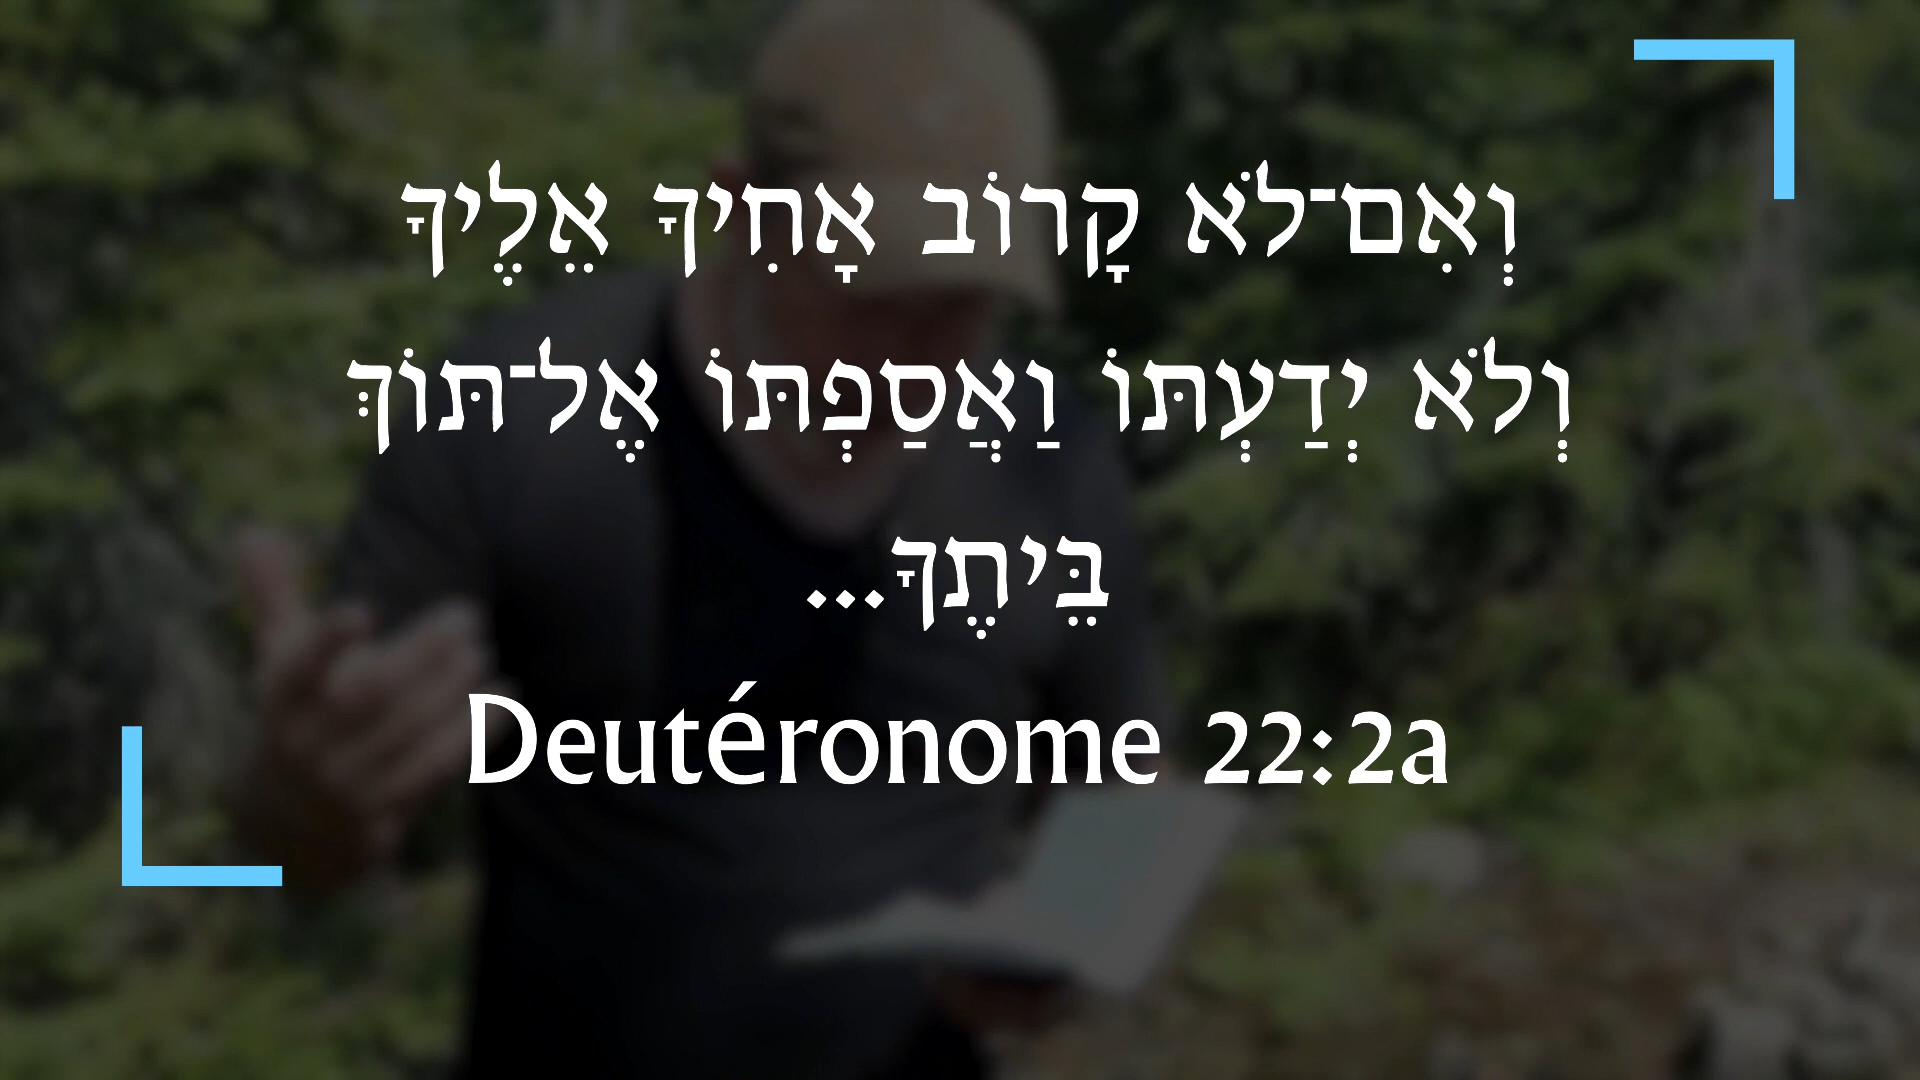 וְאִם־לֹא קָרוֹב אָחִיךָ אֵלֶיךָ
וְלֹא יְדַעְתּוֹ וַאֲסַפְתּוֹ אֶל־תּוֹךְ
בֵּיתֶךָ...
Deutéronome 22:2a